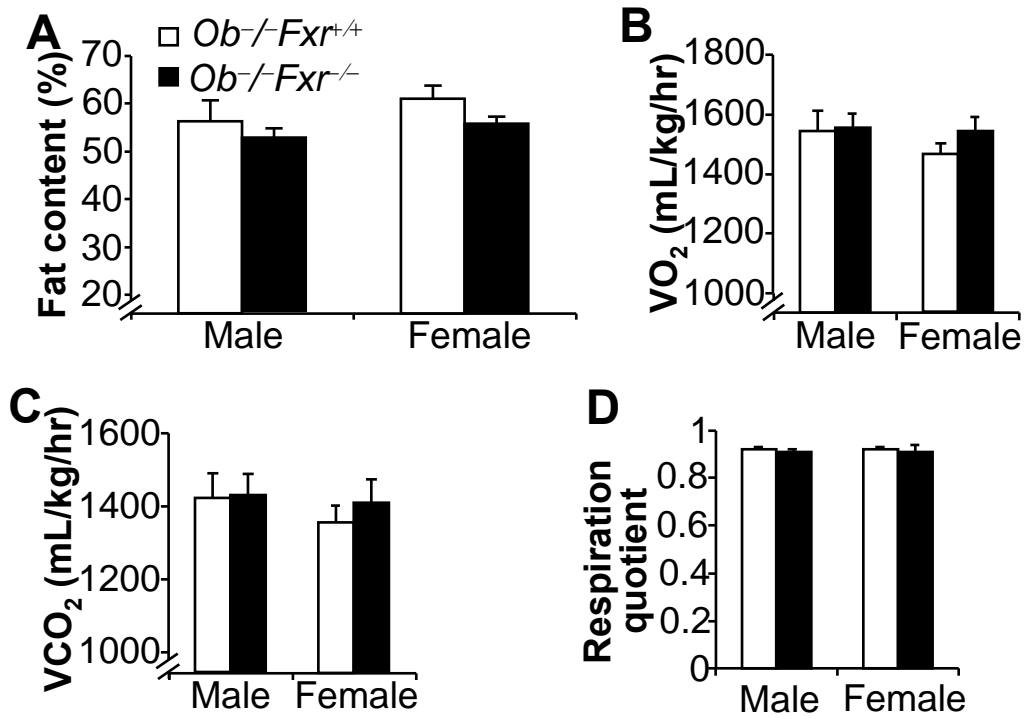 A
Ob–/–Fxr+/+
Ob–/–Fxr–/–
Fat content (%)
70
60
50
40
30
20
Male Female
B
VO2 (mL/kg/hr)
1800
1600
1400
1200
1000
Male Female
C
VCO2 (mL/kg/hr)
1600
1400
1200
1000
Male Female
D
Respiration
quotient
1
0.8
0.6
0.4
0.2
0
Male Female